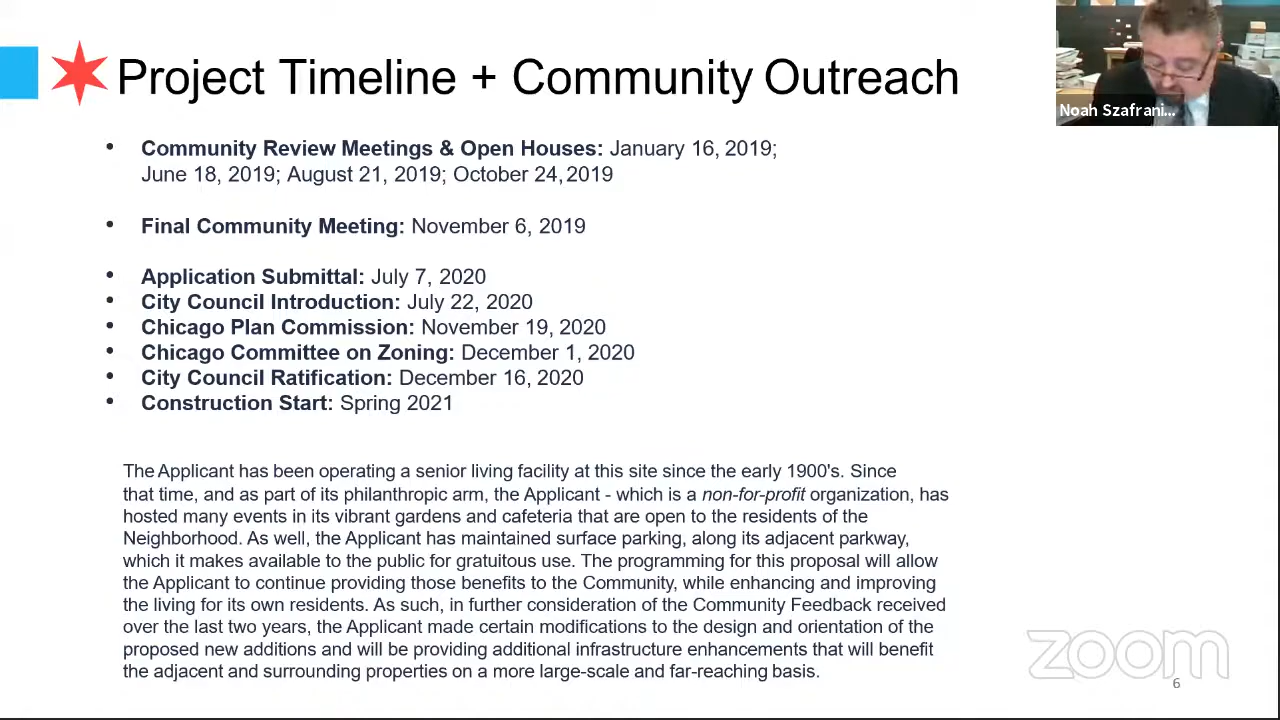 Project Timeline + Community Outreach
Noah Szafrani...
• Community Review Meetings & Open Houses: January 16, 2019;
June 18, 2019; August 21, 2019; October 24, 2019
• Final Community Meeting: November 6, 2019
• Application Submittal: July 7, 2020
• City Council Introduction: July 22, 2020
• Chicago Plan Commission: November 19, 2020
• Chicago Committee on Zoning: December 1, 2020
• City Council Ratification: December 16, 2020
• Construction Start: Spring 2021
The Applicant has been operating a senior living facility at this site since the early 1900's. Since
that time, and as part of its philanthropic arm, the Applicant - which is a non-for-profit organization, has
hosted many events in its vibrant gardens and cafeteria that are open to the residents of the
Neighborhood. As well, the Applicant has maintained surface parking, along its adjacent parkway,
which it makes available to the public for gratuitous use. The programming for this proposal will allow
the Applicant to continue providing those benefits to the Community, while enhancing and improving
the living for its own residents. As such, in further consideration of the Community Feedback received
over the last two years, the Applicant made certain modifications to the design and orientation of the
proposed new additions and will be providing additional infrastructure enhancements that will benefit
the adjacent and surrounding properties on a more large-scale and far-reaching basis.
zoom
6